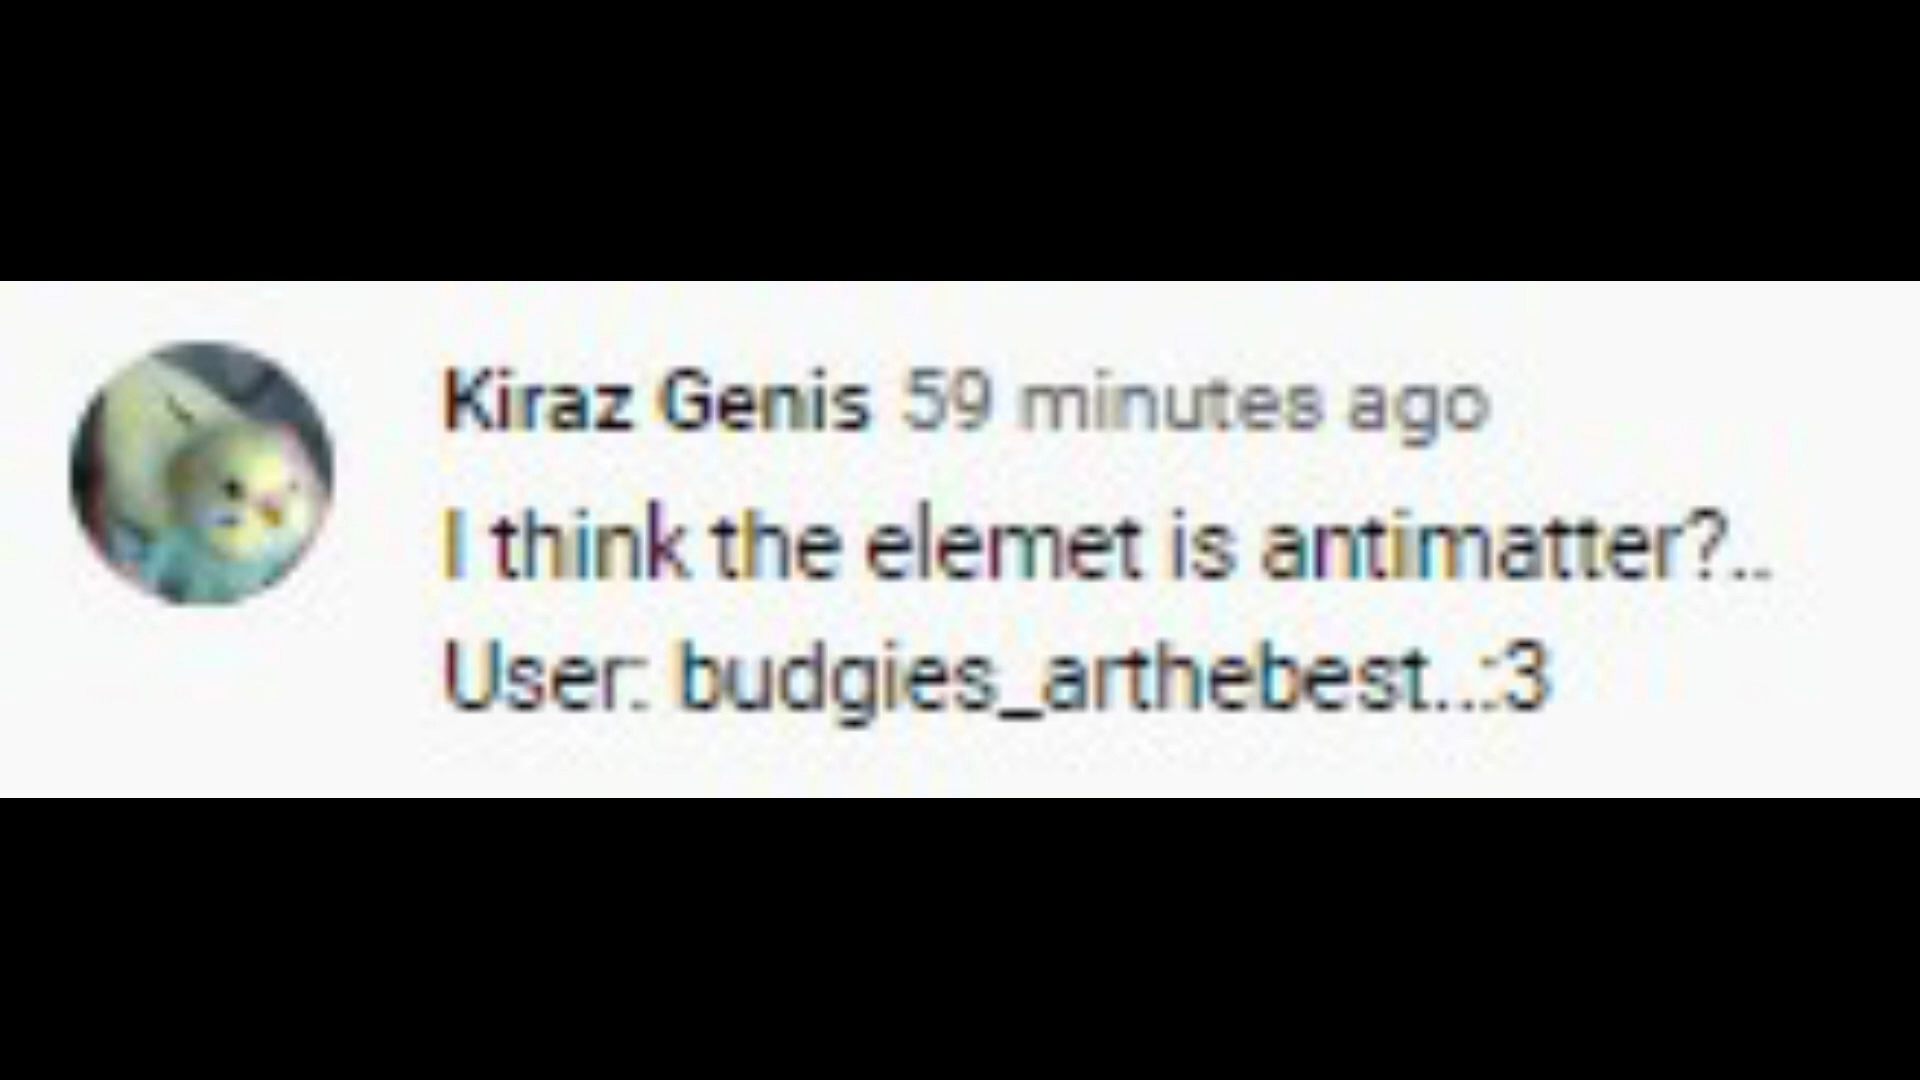 Kiraz Genis 59 minutes ago
I think the elemet is antimatter?..
User: budgies_arthebest..:3